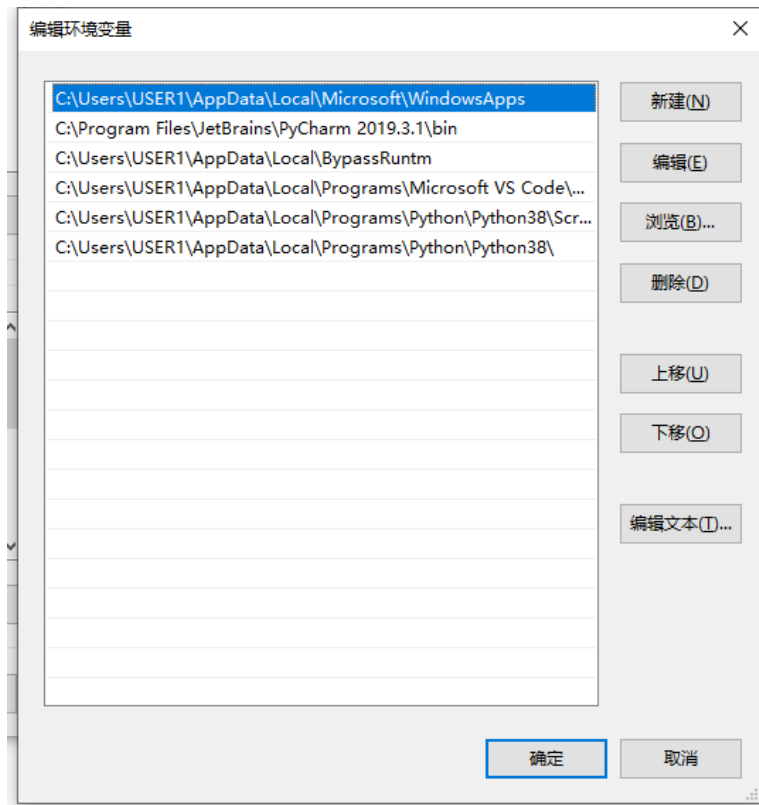 编辑环境变量
C:\Users\USER1\AppData\Local\Microsoft\WindowsApps
C:\Program Files\JetBrains\PyCharm 2019.3.1\bin
C:\Users\USER1\AppData\Local\BypassRuntm
C:\Users\USER1\AppData\Local\Programs\Microsoft VS Code\...
C:\Users\USER1\AppData\Local\Programs\Python\Python38\Scr...
C:\Users\USER1\AppData\Local\Programs\Python\Python38\
新建(N)
编辑(E)
浏览(B)...
删除(D)
上移(U)
下移(O)
编辑文本(T)...
确定
取消